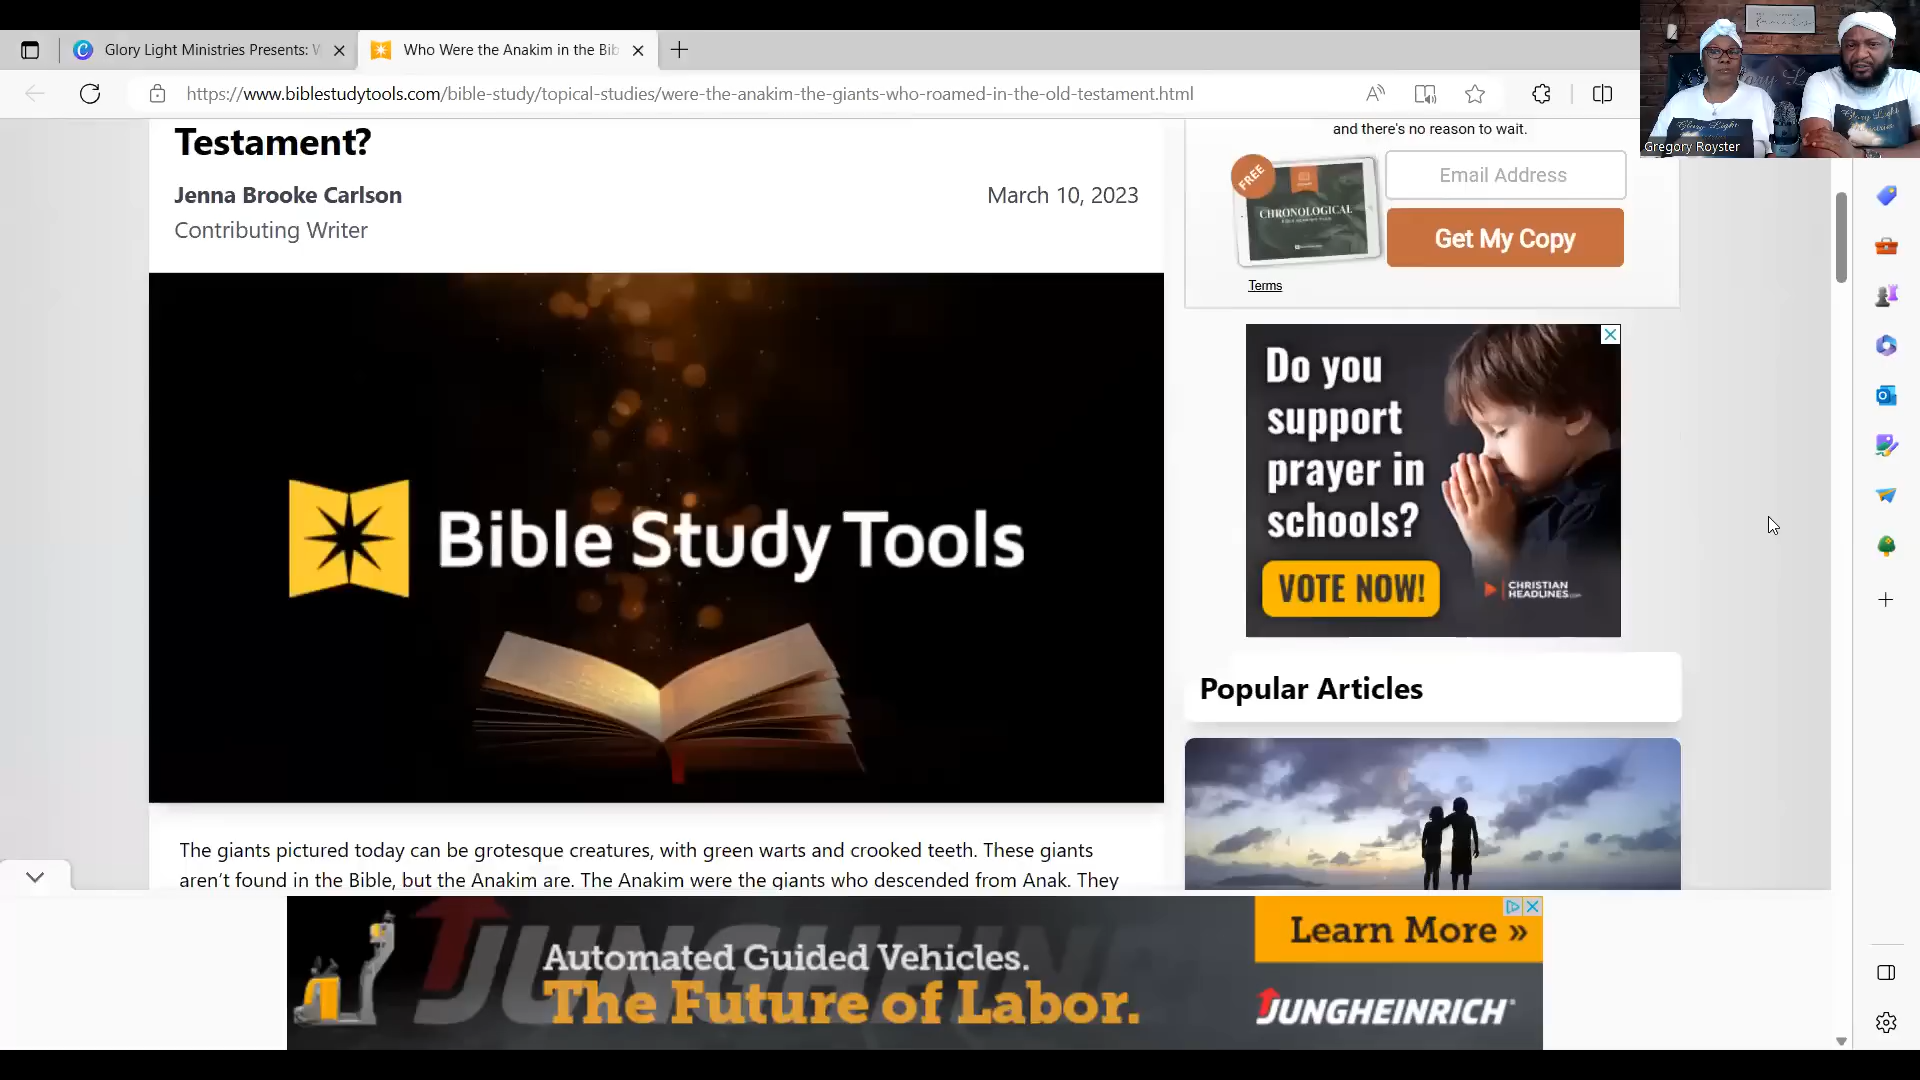 Glory Light Ministries Presents: W
Who Were the Anakim in the Bib
https://www.biblestudytools.com/bible-study/topical-studies/were-the-anakim-the-giants-who-roamed-in-the-old-testament.html
Gregory Royster
Testament?
Jenna Brooke Carlson
March 10, 2023
Contributing Writer
Bible Study Tools
The giants pictured today can be grotesque creatures, with green warts and crooked teeth. These giants
aren’t found in the Bible, but the Anakim are. The Anakim were the giants who descended from Anak. They
and there's no reason to wait.
FREE
CHRONOLOGICAL
Email Address
Get My Copy
Terms
Do you
support
prayer in
schools?
VOTE NOW!
CHRISTIAN
HEADLINES.com
Popular Articles
JUNGHEIN
Automated Guided Vehicles.
The Future of Labor.
Learn More »
JUNGHEINRICH